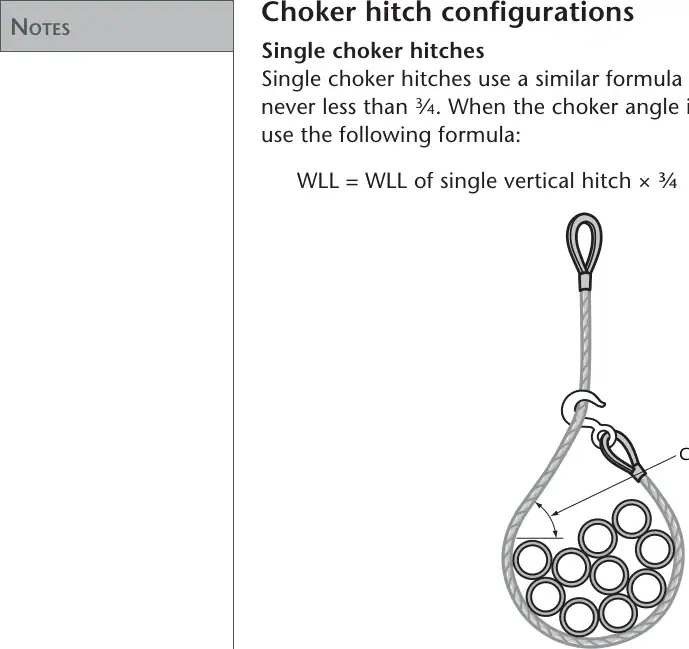 NOTES
Choker hitch configurations
Single choker hitches
Single choker hitches use a similar formula
never less than ¾. When the choker angle i
use the following formula:
WLL = WLL of single vertical hitch × ¾
C